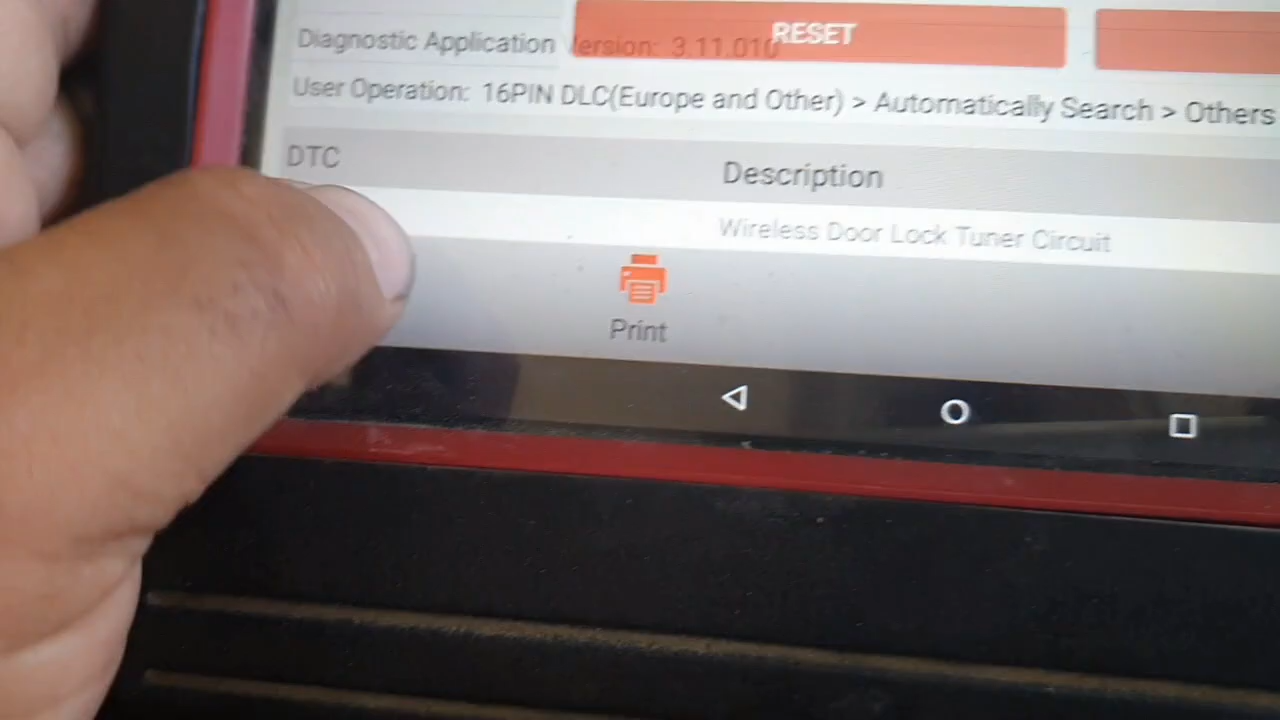 RESET
Diagnostic Application Version: 3.11.010
User Operation: 16PIN DLC(Europe and Other) > Automatically Search > Others
DTC Description
Wireless Door Lock Tuner Circuit
Print